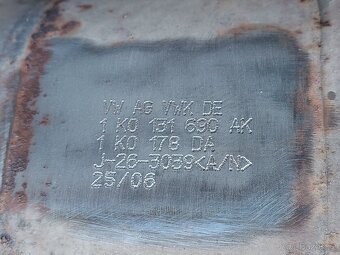 VW AG VWK DE
1 K0 131 690 AK
1 K0 178 DA
J-26-3039<A/N>
25/06